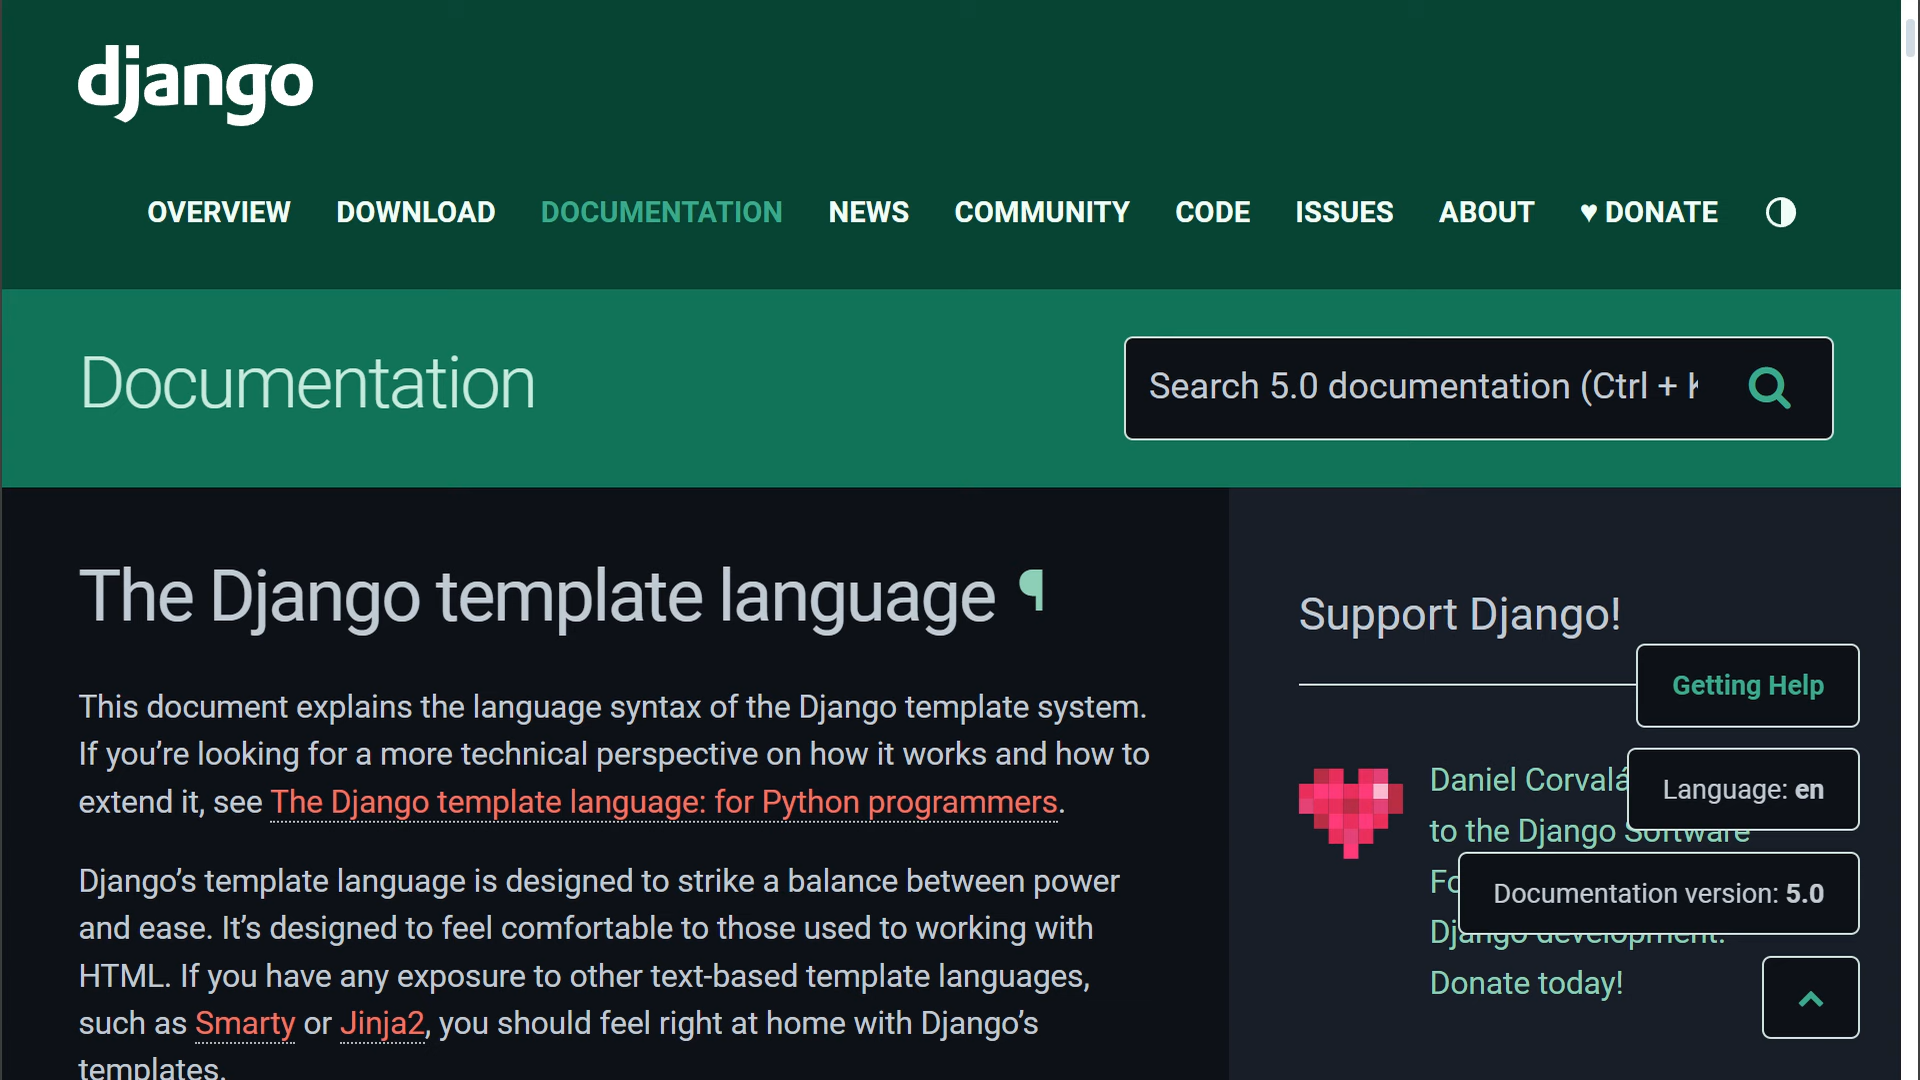 django
OVERVIEW DOWNLOAD DOCUMENTATION NEWS COMMUNITY CODE ISSUES ABOUT ♥ DONATE
Documentation
Search 5.0 documentation (Ctrl +
The Django template language ¶
This document explains the language syntax of the Django template system.
If you’re looking for a more technical perspective on how it works and how to
extend it, see The Django template language: for Python programmers.
Django’s template language is designed to strike a balance between power
and ease. It’s designed to feel comfortable to those used to working with
HTML. If you have any exposure to other text-based template languages,
such as Smarty or Jinja2, you should feel right at home with Django’s
templates.
Support Django!
Getting Help
Daniel
Language: en
to the Django Software
Documentation version: 5.0
Django development.
Donate today!